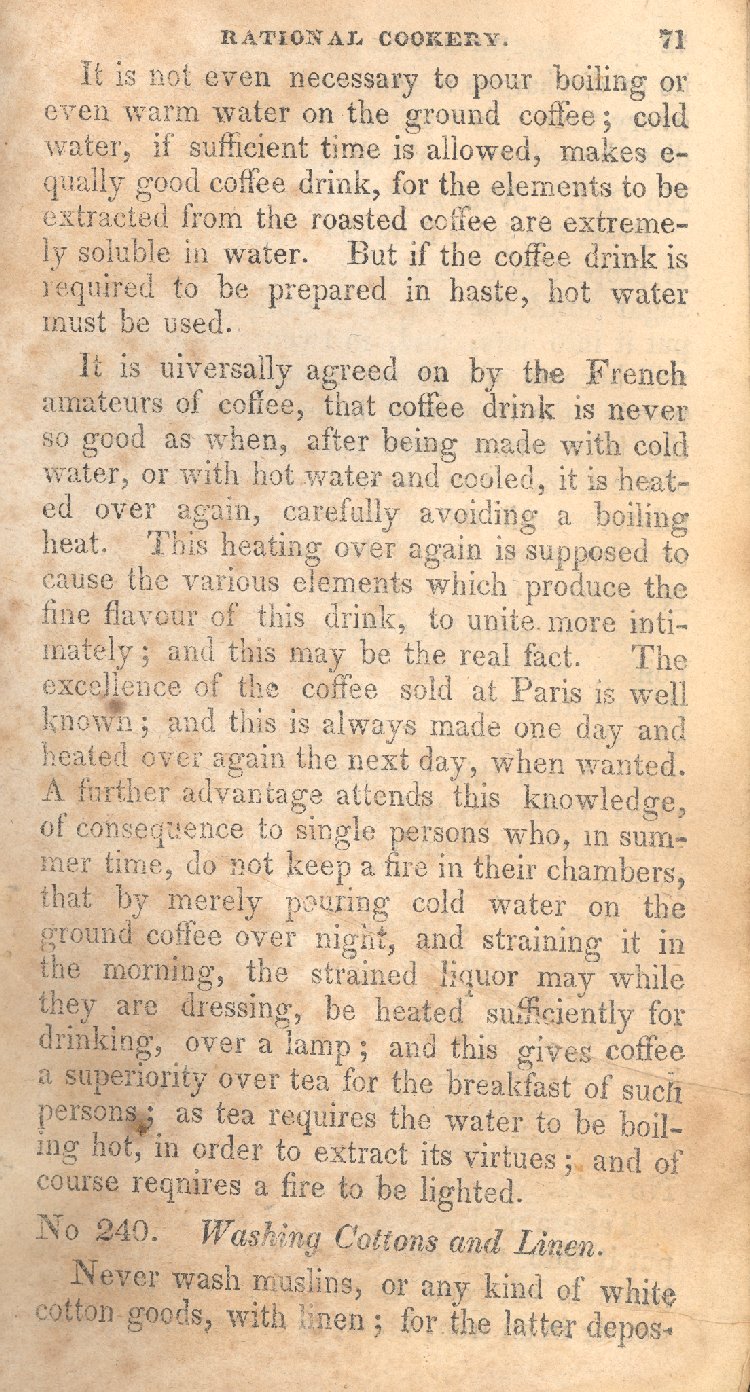 RATIONAL COOKERY. 71
It is not even necessary to pour boiling or
even warm water on the ground coffee; cold
water, if sufficient time is allowed, makes e-
qually good coffee drink, for the elements to be
extracted from the roasted coffee are extreme-
ly soluble in water. But if the coffee drink is
required to be prepared in haste, hot water
must be used.
It is uiversally agreed on by the French
amateurs of coffee, that coffee drink is never
so good as when, after being made with cold
water, or with hot water and cooled, it is heat-
ed over again, carefully avoiding a boiling
heat. This heating over again is supposed to
cause the various elements which produce the
fine flavour of this drink, to unite more inti-
mately; and this may be the real fact. The
excellence of the coffee sold at Paris is well
known; and this is always made one day and
heated over again the next day, when wanted.
A further advantage attends this knowledge,
of consequence to single persons who, in sum-
mer time, do not keep a fire in their chambers,
that by merely pouring cold water on the
ground coffee over night, and straining it in
the morning, the strained liquor may while
they are dressing, be heated sufficiently for
drinking, over a lamp; and this gives coffee
a superiority over tea for the breakfast of such
persons; as tea requires the water to be boil-
ing hot, in order to extract its virtues; and of
course reqnires a fire to be lighted.
No 240. Washing Cottons and Linen.
Never wash muslins, or any kind of white
cotton goods, with linen; for the latter depos-